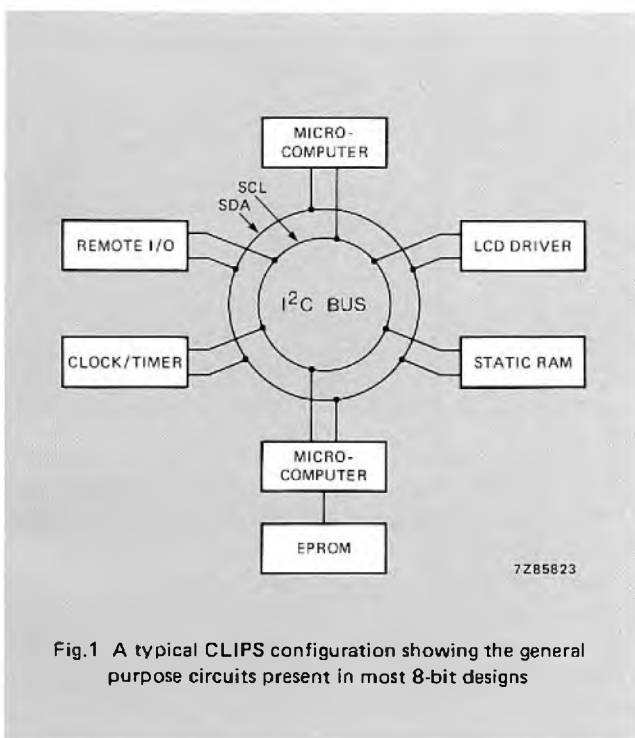 MICRO-
COMPUTER
SCL
SDA
REMOTE I/O
LCD DRIVER
I²C BUS
CLOCK/TIMER
STATIC RAM
MICRO-
COMPUTER
EPROM
7Z85823
Fig.1 A typical CLIPS configuration showing the general
purpose circuits present in most 8-bit designs